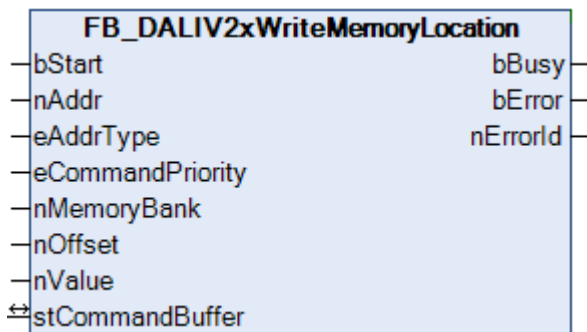 FB_DALIV2xWriteMemoryLocation
bStart bBusy
nAddr bError
eAddrType nErrorId
eCommandPriority
nMemoryBank
nOffset
nValue
stCommandBuffer